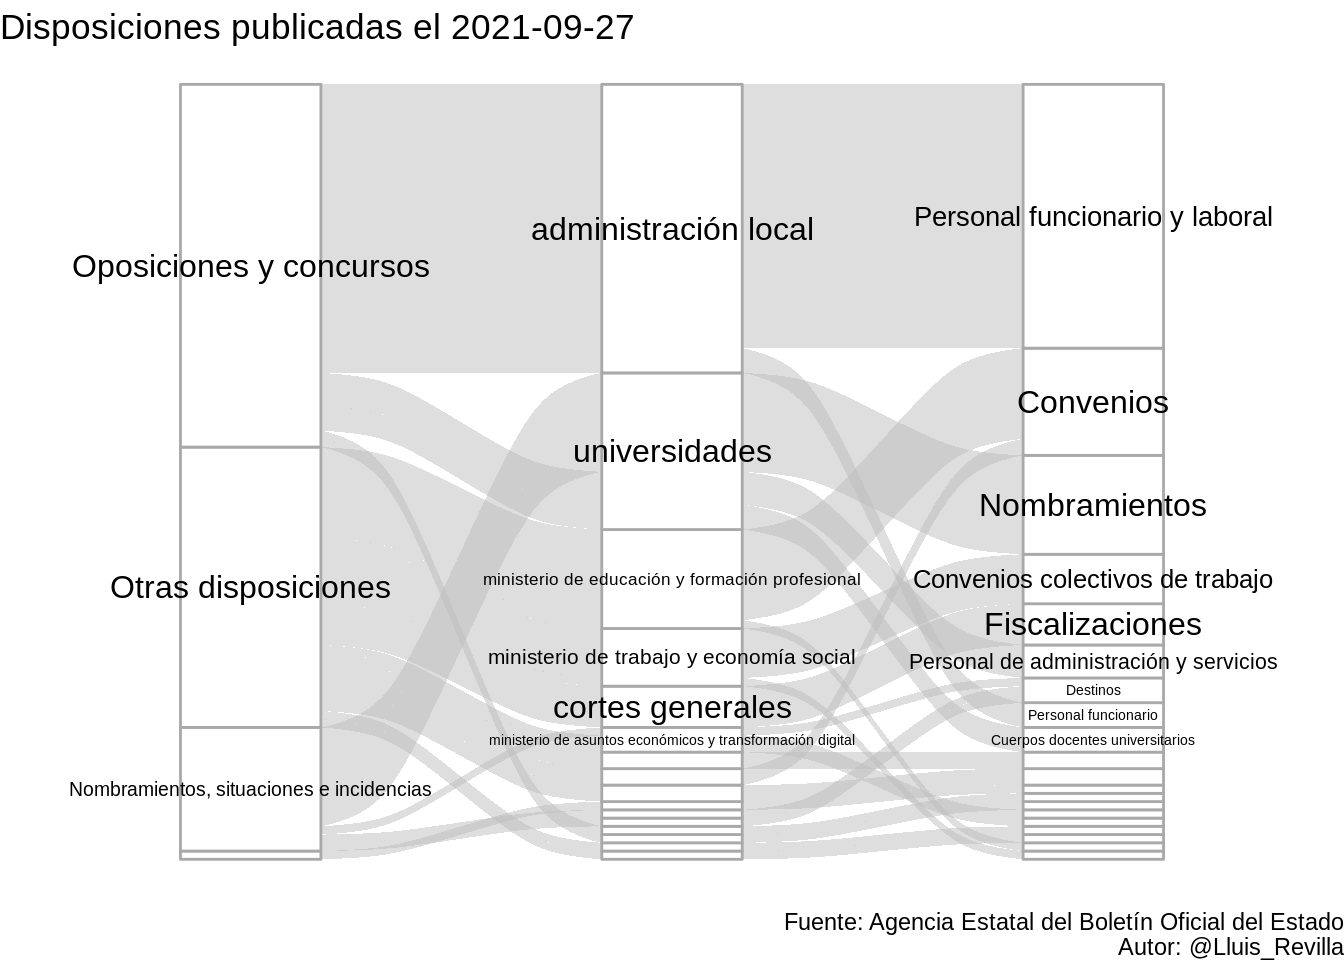 Disposiciones publicadas el 2021-09-27
Oposiciones y concursos
Otras disposiciones
Nombramientos, situaciones e incidencias
administración local
universidades
ministerio de educación y formación profesional
ministerio de trabajo y economía social
cortes generales
ministerio de asuntos económicos y transformación digital
Personal funcionario y laboral
Convenios
Nombramientos
Convenios colectivos de trabajo
Fiscalizaciones
Personal de administración y servicios
Destinos
Personal funcionario
Cuerpos docentes universitarios
Fuente: Agencia Estatal del Boletín Oficial del Estado
Autor: @Lluis_Revilla